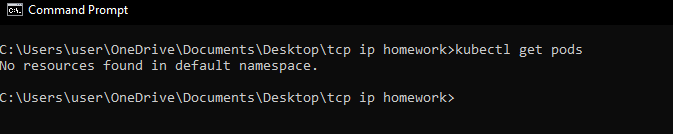 Command Prompt
C:\Users\user\OneDrive\Documents\Desktop\tcp ip homework>kubectl get pods
No resources found in default namespace.
C:\Users\user\OneDrive\Documents\Desktop\tcp ip homework>